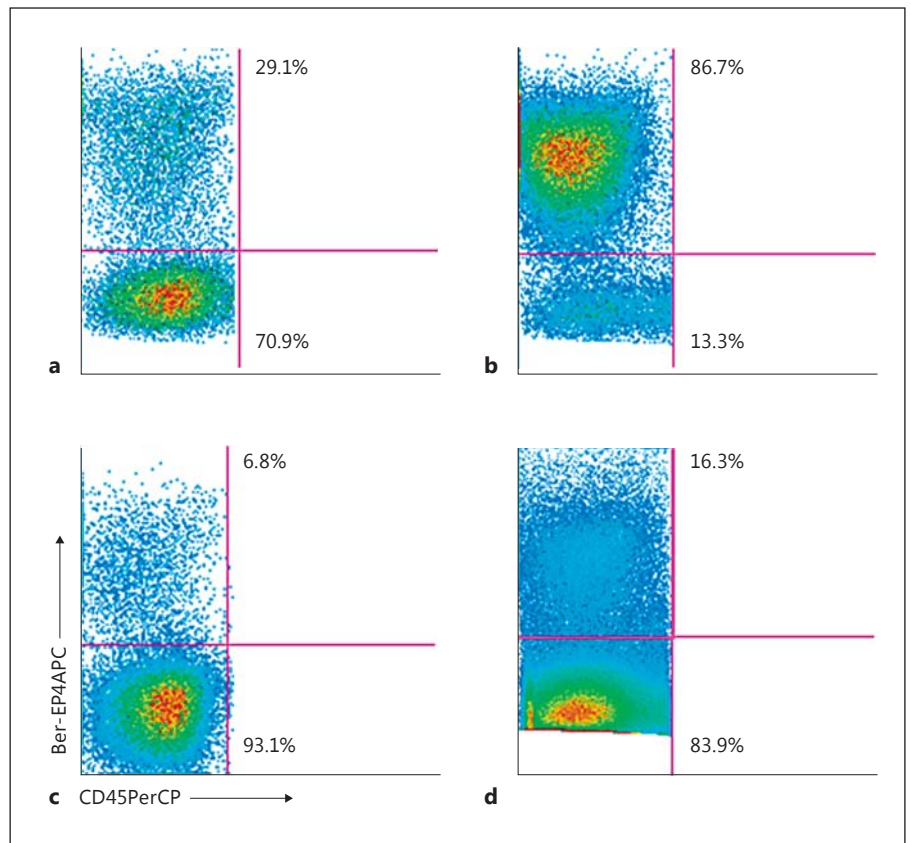 29.1%
70.9%
a
86.7%
13.3%
b
6.8%
93.1%
Ber-EP4APC
c CD45PerCP
16.3%
83.9%
d